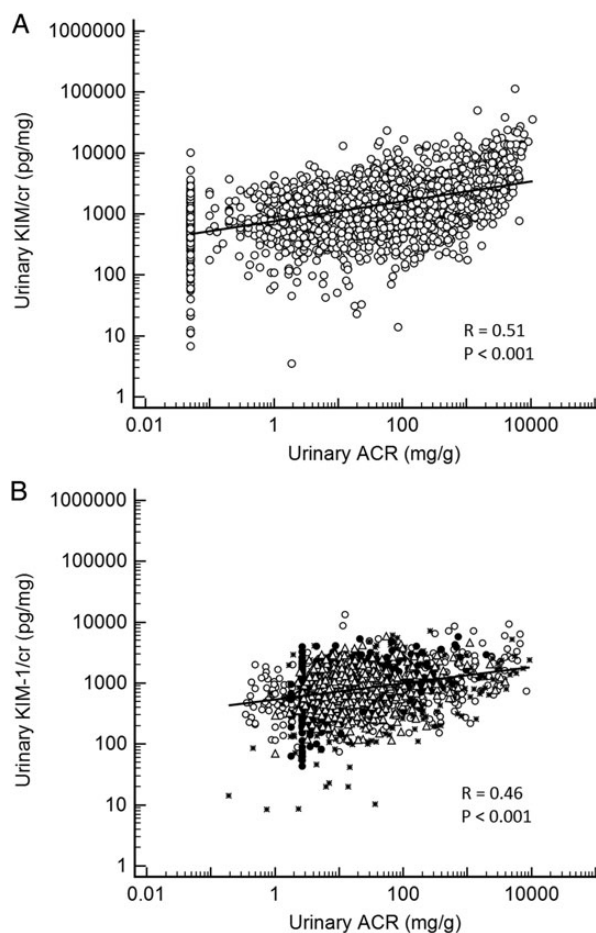 A
1000000
100000
10000
1000
100
10
1
Urinary KIM/cr (pg/mg)
R = 0.51
P < 0.001
0.01 1 100 10000
Urinary ACR (mg/g)
B
1000000
100000
10000
1000
100
10
1
Urinary KIM-1/cr (pg/mg)
R = 0.46
P < 0.001
0.01 1 100 10000
Urinary ACR (mg/g)